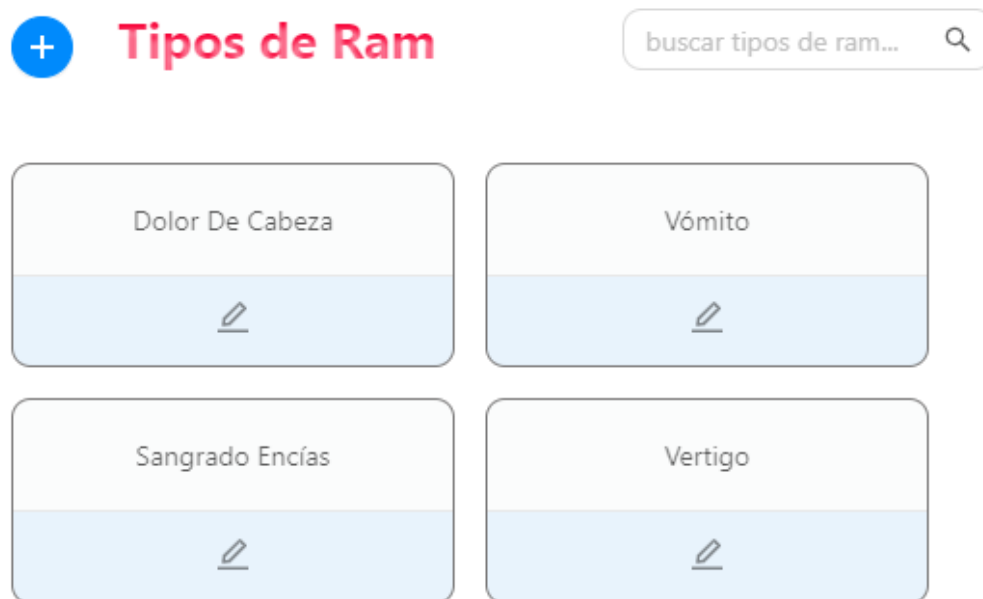 Tipos de Ram
buscar tipos de ram...
Dolor De Cabeza
Vómito
Sangrado Encías
Vertigo